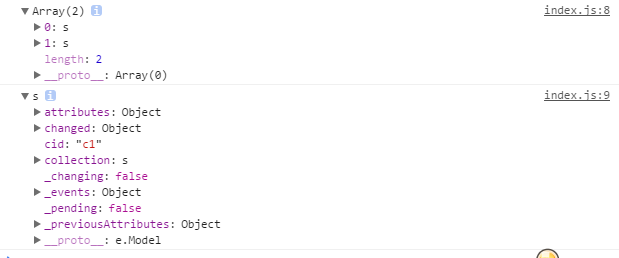 ▼Array(2) i index.js:8
▶0: s
▶1: s
length: 2
▶__proto__: Array(0)
▼s i index.js:9
▶attributes: Object
▶changed: Object
cid: "c1"
▶collection: s
_changing: false
▶_events: Object
_pending: false
▶_previousAttributes: Object
▶__proto__: e.Model